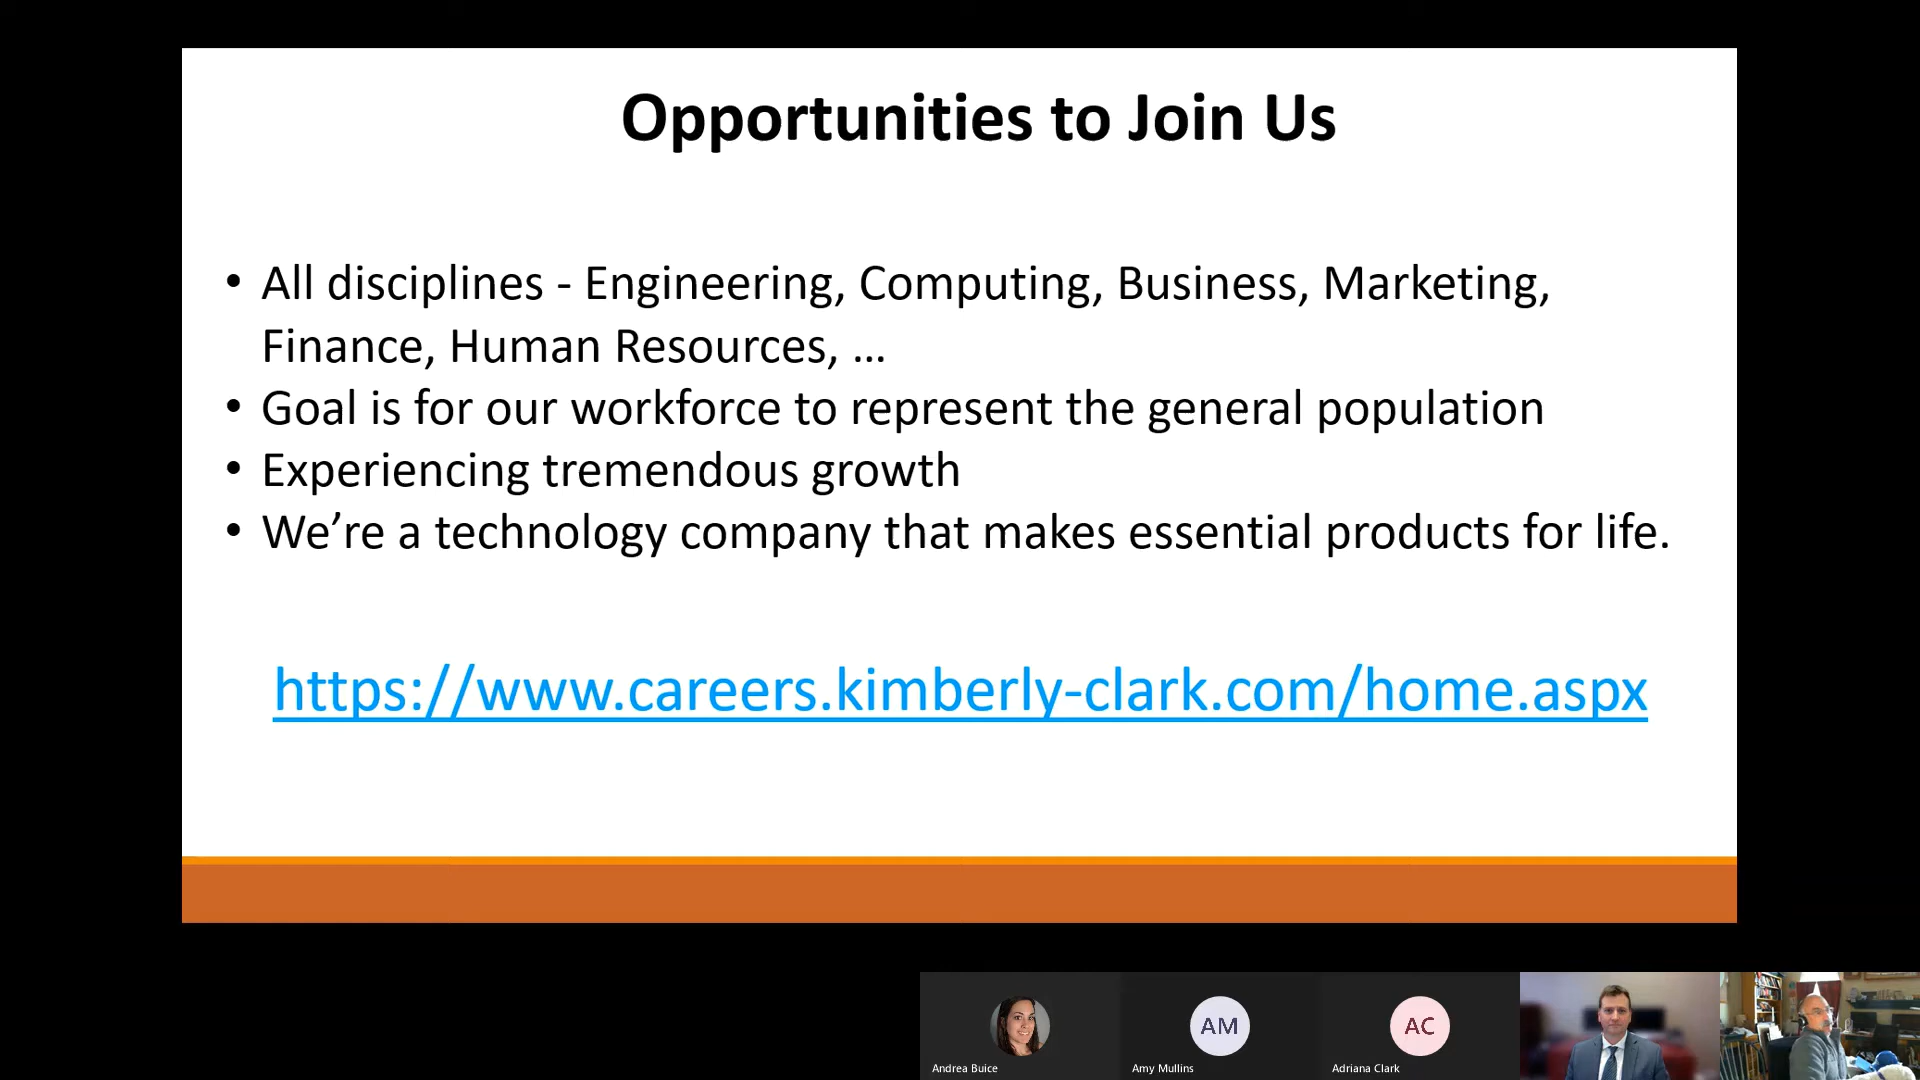 Opportunities to Join Us
• All disciplines - Engineering, Computing, Business, Marketing,
Finance, Human Resources, ...
• Goal is for our workforce to represent the general population
• Experiencing tremendous growth
• We’re a technology company that makes essential products for life.
https://www.careers.kimberly-clark.com/home.aspx
AM
AC
Andrea Buice
Amy Mullins
Adriana Clark